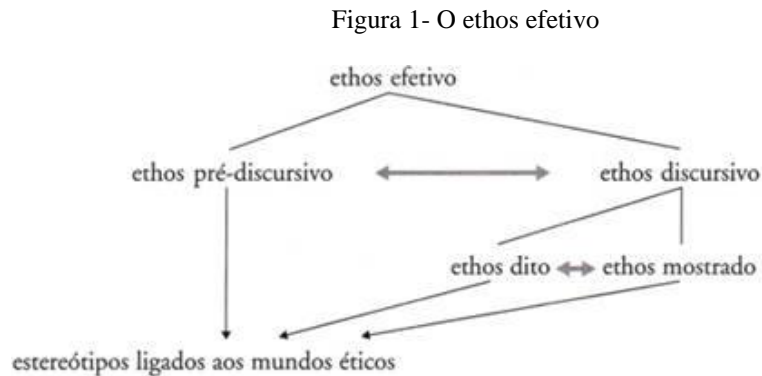 Figura 1- O ethos efetivo
ethos efetivo
ethos pré-discursivo
ethos discursivo
ethos dito
ethos mostrado
estereótipos ligados aos mundos éticos